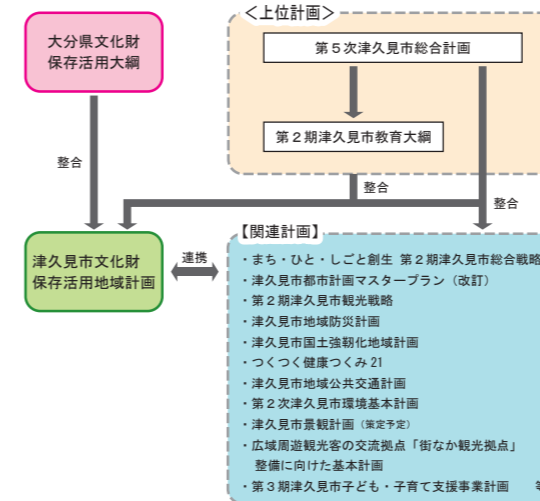 大分県文化財
保存活用大綱
＜上位計画＞
第５次津久見市総合計画
第２期津久見市教育大綱
整合
整合
整合
津久見市文化財
保存活用地域計画
連携
【関連計画】
・まち・ひと・しごと創生 第２期津久見市総合戦略
・津久見市都市計画マスタープラン（改訂）
・第２期津久見市観光戦略
・津久見市地域防災計画
・津久見市国土強靭化地域計画
・つくつく健康つくみ 21
・津久見市地域公共交通計画
・第２次津久見市環境基本計画
・津久見市景観計画（策定予定）
・広域周遊観光客の交流拠点「街なか観光拠点」
整備に向けた基本計画
・第３期津久見市子ども・子育て支援事業計画　等